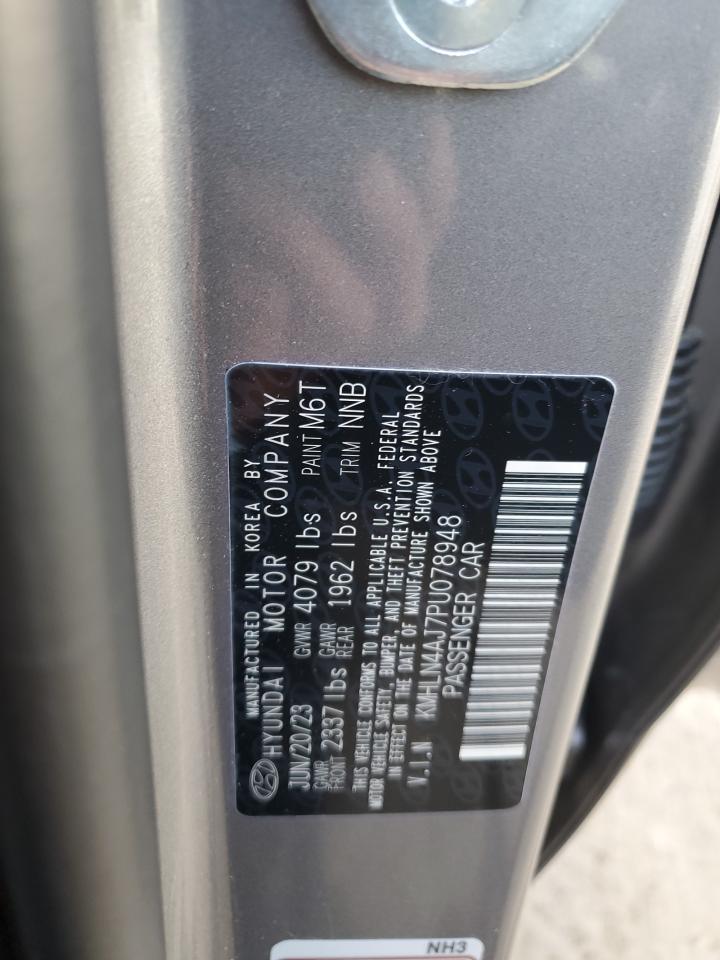 MANUFACTURED IN KOREA BY
HYUNDAI MOTOR COMPANY
JUN/20/23 GVWR 4079 lbs PAINT M6T
GAWR FRONT 2337 lbs GAWR REAR 1962 lbs TRIM NNB
THIS VEHICLE CONFORMS TO ALL APPLICABLE U.S.A. FEDERAL
MOTOR VEHICLE SAFETY, BUMPER, AND THEFT PREVENTION STANDARDS
IN EFFECT ON THE DATE OF MANUFACTURE SHOWN ABOVE
V.I.N KMHLN4AJ7PU078948
PASSENGER CAR
NH3